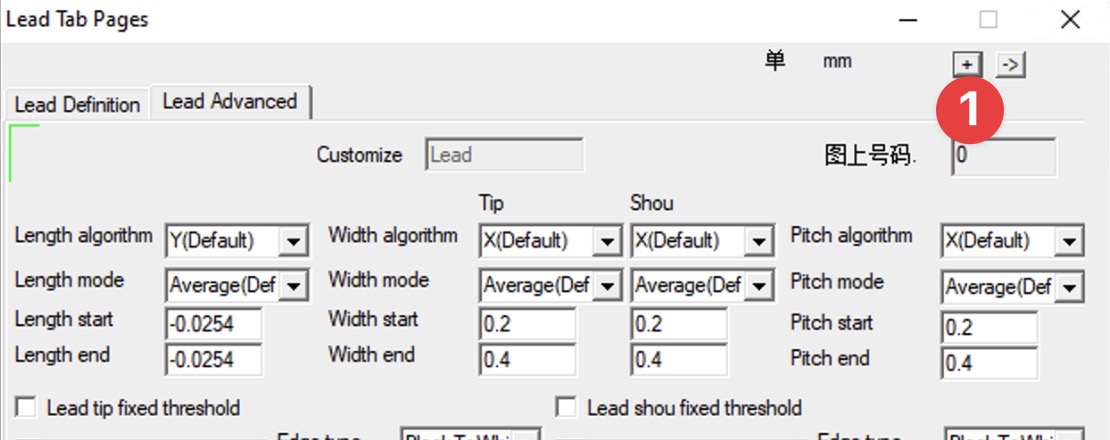 Lead Tab Pages
单 mm + ->
Lead Definition Lead Advanced
1
Customize Lead 图上号码. 0
Tip Shou
Length algorithm Y(Default) Width algorithm X(Default) X(Default) Pitch algorithm X(Default)
Length mode Average(Def Width mode Average(Def Average(Def Pitch mode Average(Def
Length start -0.0254 Width start 0.2 0.2 Pitch start 0.2
Length end -0.0254 Width end 0.4 0.4 Pitch end 0.4
Lead tip fixed threshold Lead shou fixed threshold
Edge type Edge type